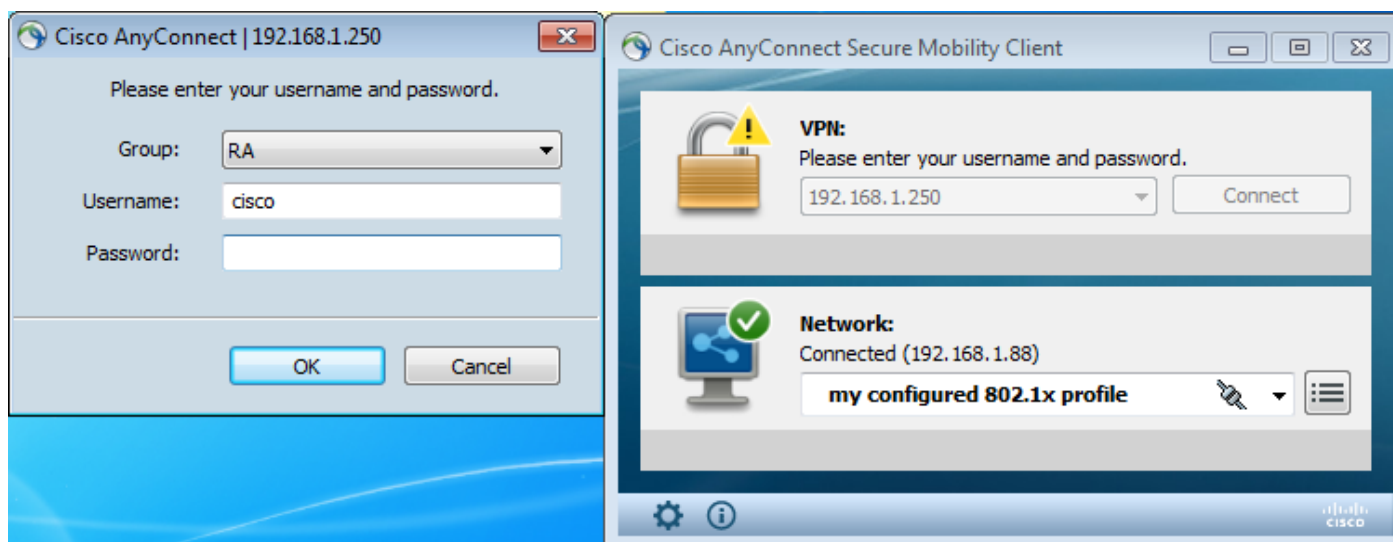 Cisco AnyConnect | 192.168.1.250
Please enter your username and password.
Group:
RA
Username:
cisco
Password:
OK
Cancel
Cisco AnyConnect Secure Mobility Client
VPN:
Please enter your username and password.
192.168.1.250
Connect
Network:
Connected (192.168.1.88)
my configured 802.1x profile
CISCO